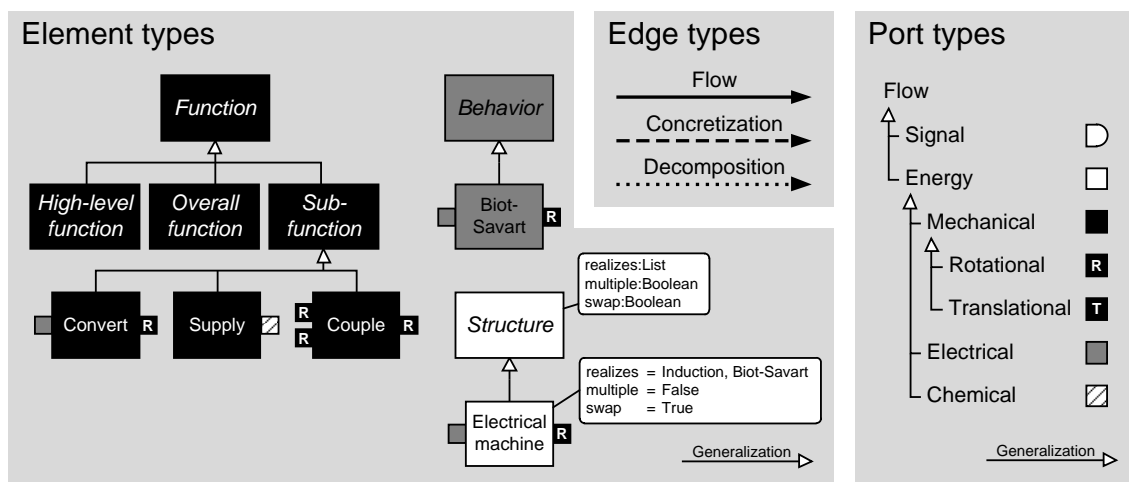 Element types
Function
High-level
function
Overall
function
Sub-
function
Convert
R
Supply
R
R
Couple
R
Behavior
Biot-
Savart
R
realizes:List
multiple:Boolean
swap:Boolean
Structure
realizes = Induction, Biot-Savart
multiple = False
swap = True
Electrical
machine
R
Generalization
Edge types
Flow
Concretization
Decomposition
Port types
Flow
Signal
Energy
Mechanical
Rotational
R
Translational
T
Electrical
Chemical
Generalization